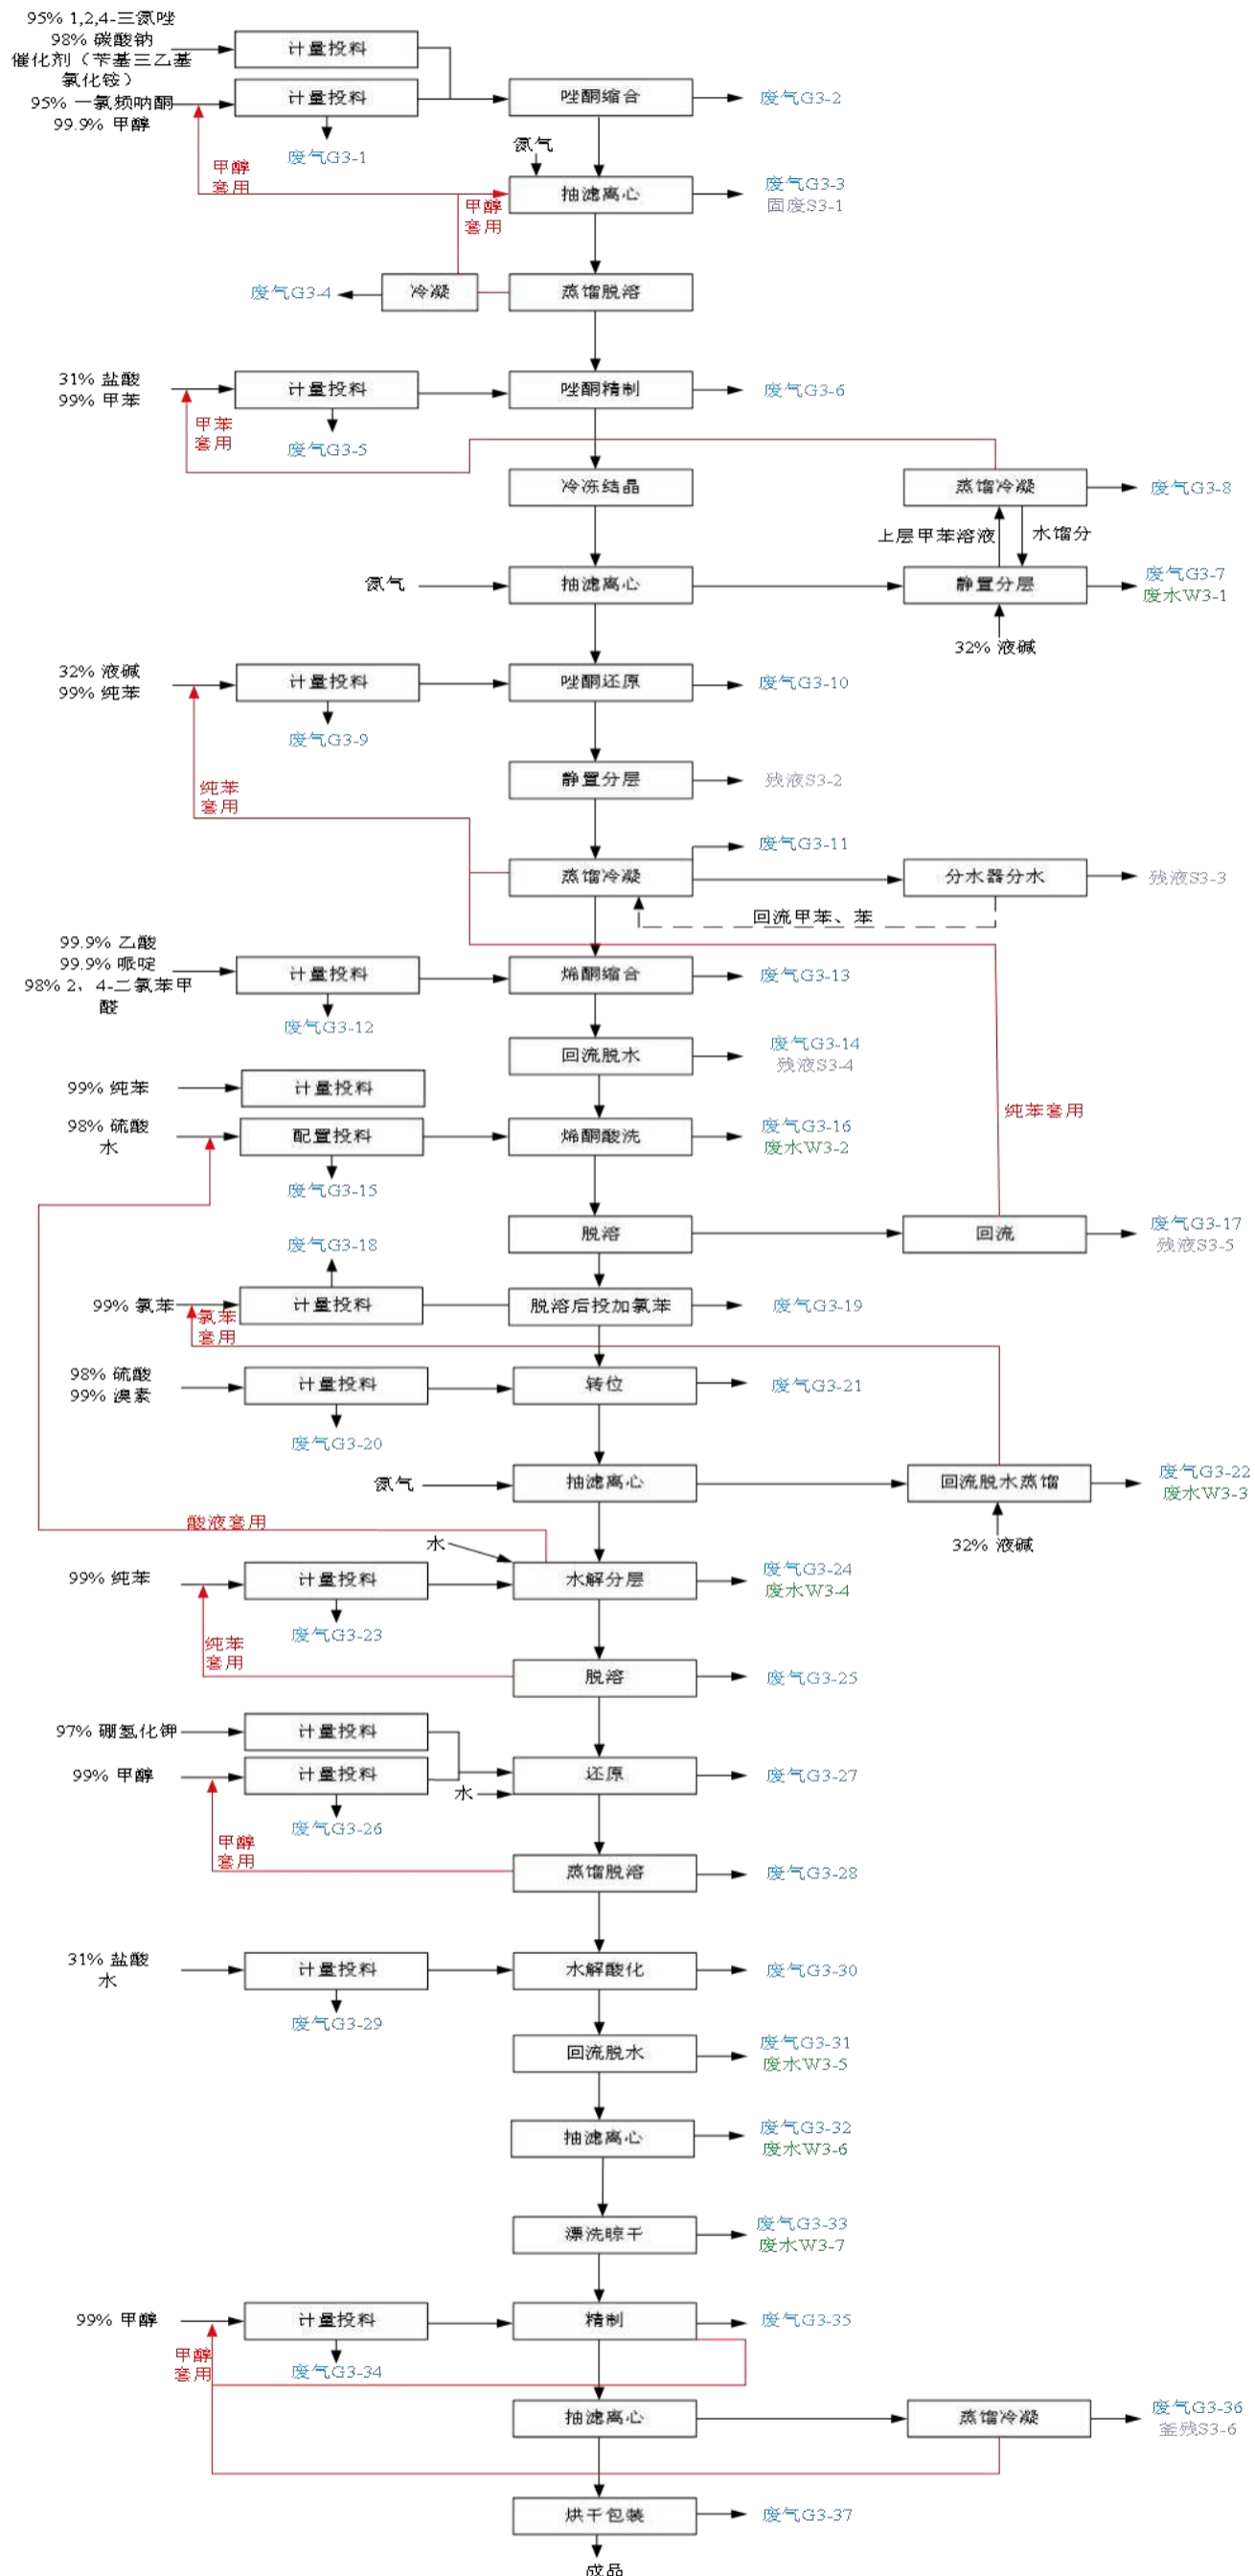 95% 1,2,4-三氮唑
98% 碳酸钠
催化剂（苄基三乙基
氯化铵）
计量投料
95% 一氯频呐酮
99.9% 甲醇
计量投料
唑酮缩合
废气G3-2
废气G3-1
氮气
甲醇
套用
抽滤离心
废气G3-3
固废S3-1
甲醇
套用
废气G3-4
冷凝
蒸馏脱溶
31% 盐酸
99% 甲苯
计量投料
唑酮精制
废气G3-6
甲苯
套用
废气G3-5
冷冻结晶
蒸馏冷凝
废气G3-8
上层甲苯溶液
水馏分
氮气
抽滤离心
静置分层
废气G3-7
废水W3-1
32% 液碱
32% 液碱
99% 纯苯
计量投料
唑酮还原
废气G3-10
废气G3-9
静置分层
残液S3-2
纯苯
套用
废气G3-11
蒸馏冷凝
分水器分水
残液S3-3
回流甲苯、苯
99.9% 乙酸
99.9% 哌啶
98% 2，4-二氯苯甲
醛
计量投料
烯酮缩合
废气G3-13
废气G3-12
回流脱水
废气G3-14
残液S3-4
99% 纯苯
计量投料
纯苯套用
98% 硫酸
水
配置投料
烯酮酸洗
废气G3-16
废水W3-2
废气G3-15
脱溶
回流
废气G3-17
残液S3-5
废气G3-18
99% 氯苯
计量投料
脱溶后投加氯苯
废气G3-19
氯苯
套用
98% 硫酸
99% 溴素
计量投料
转位
废气G3-21
废气G3-20
氮气
抽滤离心
回流脱水蒸馏
废气G3-22
废水W3-3
酸液套用
水
32% 液碱
99% 纯苯
计量投料
水解分层
废气G3-24
废水W3-4
废气G3-23
纯苯
套用
脱溶
废气G3-25
97% 硼氢化钾
计量投料
99% 甲醇
计量投料
水
还原
废气G3-27
废气G3-26
甲醇
套用
蒸馏脱溶
废气G3-28
31% 盐酸
水
计量投料
水解酸化
废气G3-30
废气G3-29
回流脱水
废气G3-31
废水W3-5
抽滤离心
废气G3-32
废水W3-6
漂洗晾干
废气G3-33
废水W3-7
99% 甲醇
计量投料
精制
废气G3-35
甲醇
套用
废气G3-34
抽滤离心
蒸馏冷凝
废气G3-36
釜残S3-6
烘干包装
废气G3-37
成品